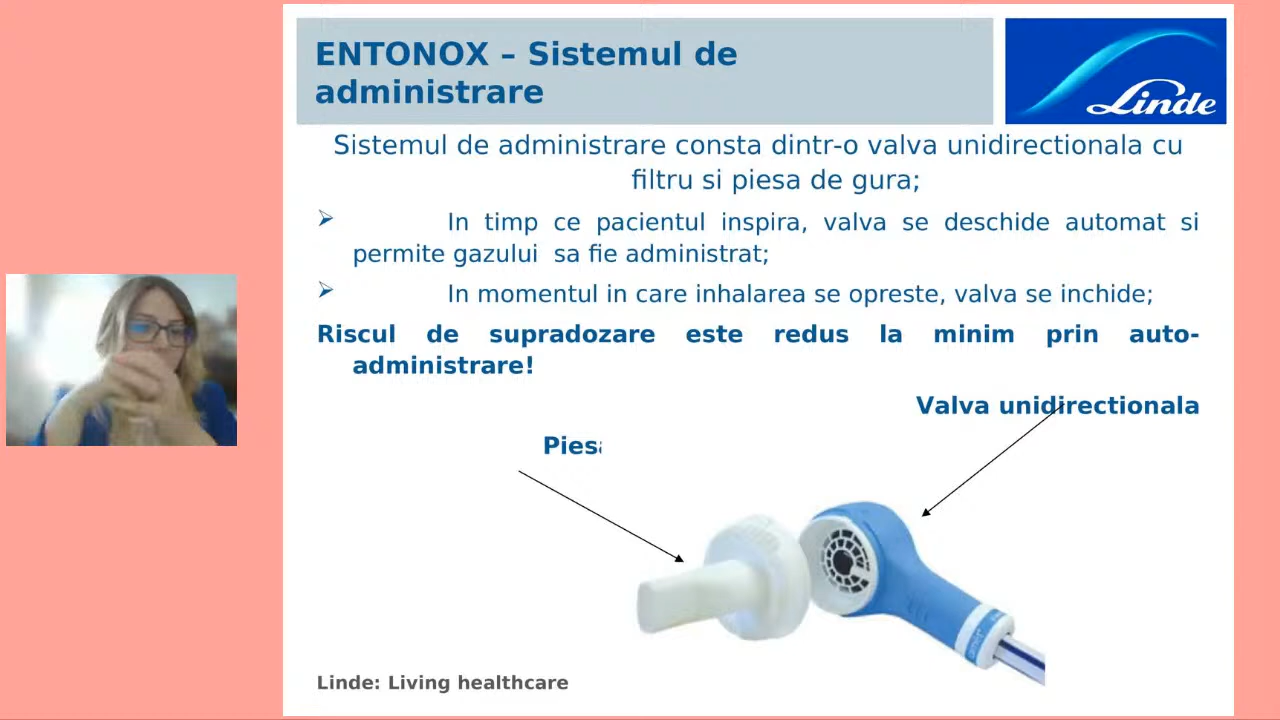 ENTONOX – Sistemul de
administrare
Linde
Sistemul de administrare consta dintr-o valva unidirectionala cu
filtru si piesa de gura;
In timp ce pacientul inspira, valva se deschide automat si
permite gazului sa fie administrat;
In momentul in care inhalarea se opreste, valva se inchide;
Riscul de supradozare este redus la minim prin auto-
administrare!
Valva unidirectionala
Linde: Living healthcare